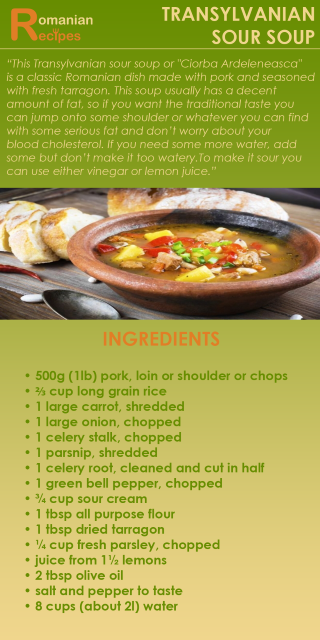 Romanian
Recipes
TRANSYLVANIAN
SOUR SOUP
“This Transylvanian sour soup or "Ciorba Ardeleneasca"
is a classic Romanian dish made with pork and seasoned
with fresh tarragon. This soup usually has a decent
amount of fat, so if you want the traditional taste you
can jump onto some shoulder or whatever you can find
with some serious fat and don’t worry about your
blood cholesterol. If you need some more water, add
some but don’t make it too watery.To make it sour you
can use either vinegar or lemon juice.”
INGREDIENTS
• 500g (1lb) pork, loin or shoulder or chops
• ⅔ cup long grain rice
• 1 large carrot, shredded
• 1 large onion, chopped
• 1 celery stalk, chopped
• 1 parsnip, shredded
• 1 celery root, cleaned and cut in half
• 1 green bell pepper, chopped
• ¾ cup sour cream
• 1 tbsp all purpose flour
• 1 tbsp dried tarragon
• ¼ cup fresh parsley, chopped
• juice from 1½ lemons
• 2 tbsp olive oil
• salt and pepper to taste
• 8 cups (about 2l) water